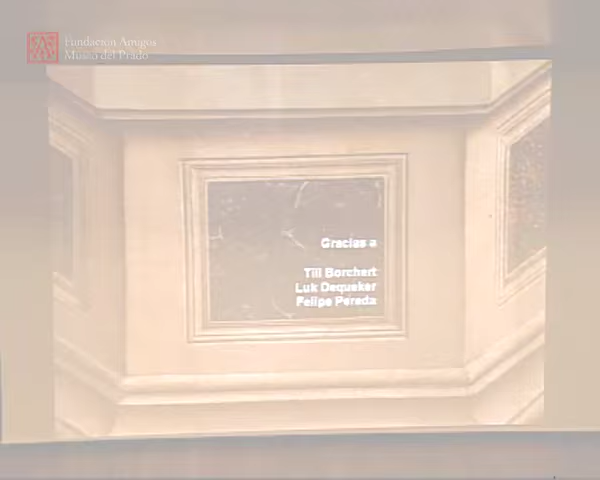 Fundación Amigos
Museo del Prado
Gracias a
Till Borchert
Luk Dequeker
Felipe Pereda